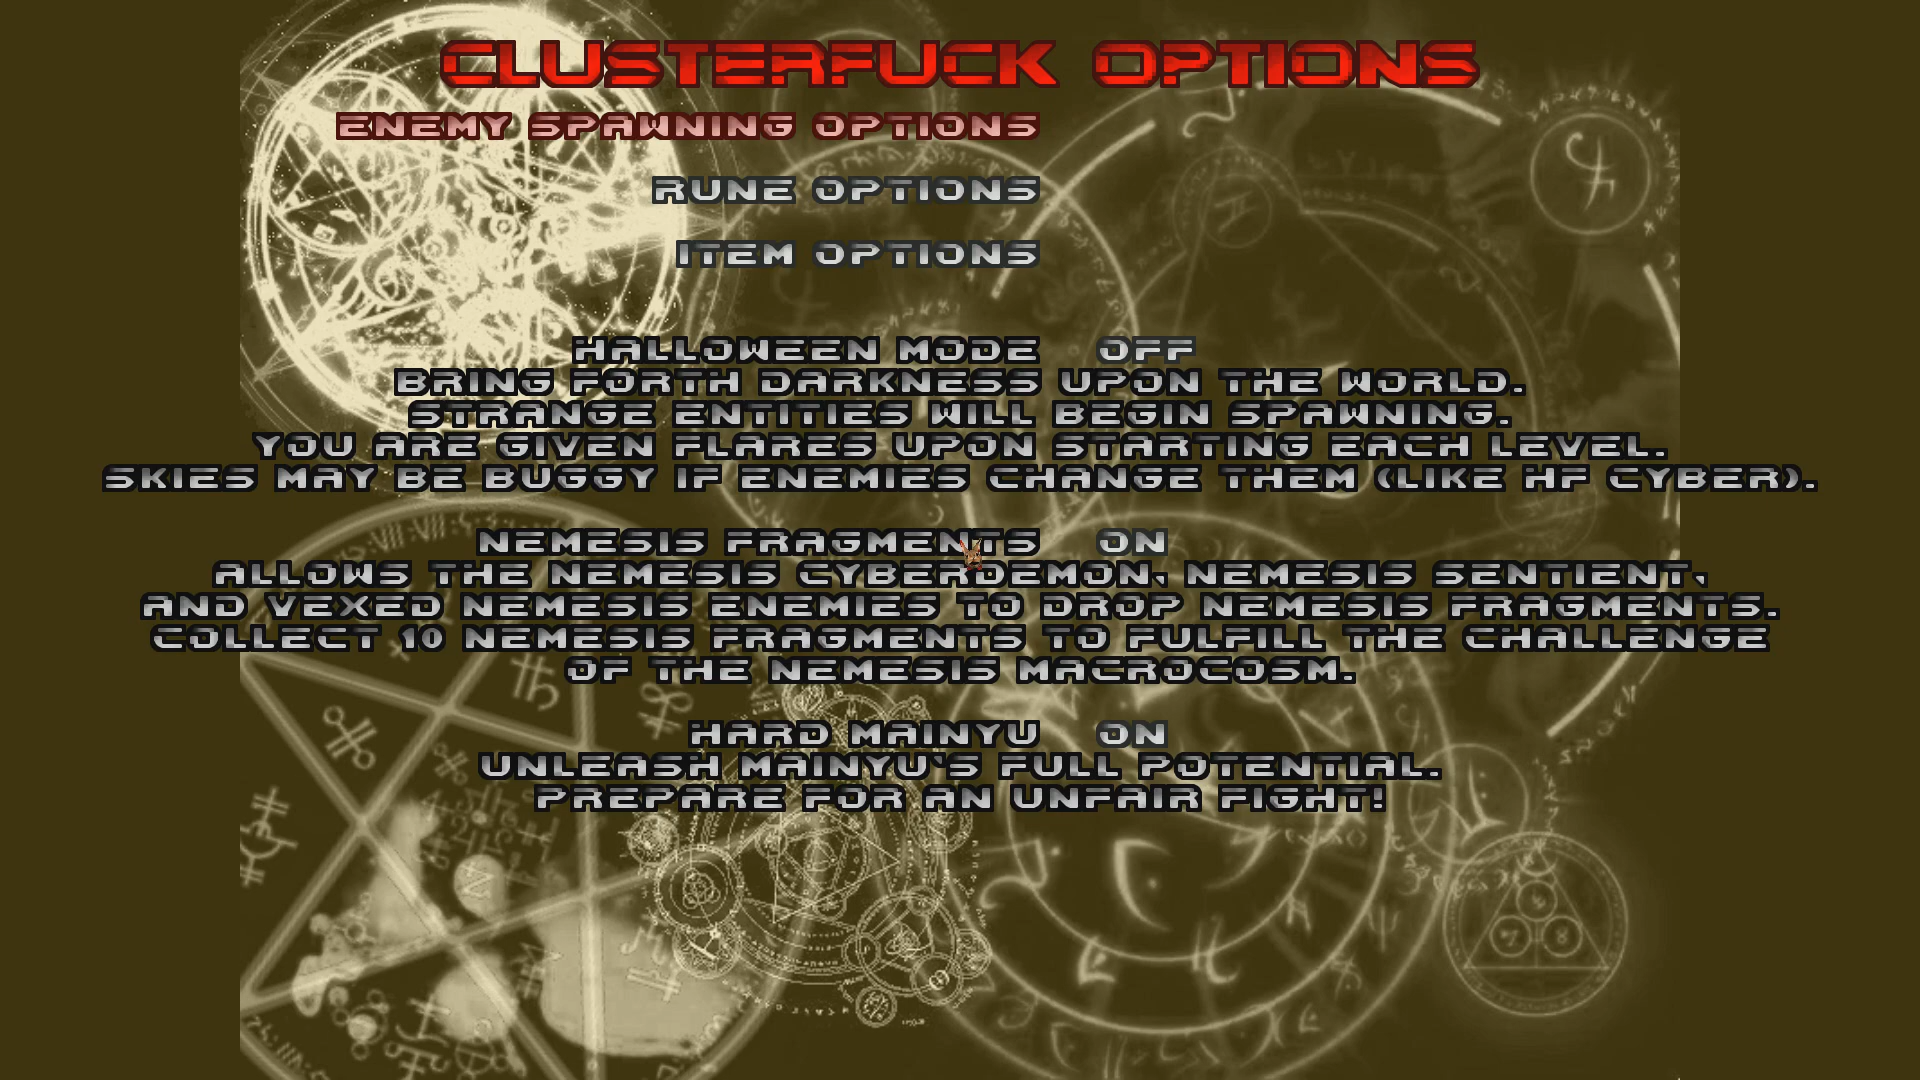 CLUSTERFUCK OPTIONS
ENEMY SPAWNING OPTIONS
RUNE OPTIONS
ITEM OPTIONS
HALLOWEEN MODE OFF
BRING FORTH DARKNESS UPON THE WORLD.
STRANGE ENTITIES WILL BEGIN SPAWNING.
YOU ARE GIVEN FLARES UPON STARTING EACH LEVEL.
SKIES MAY BE BUGGY IF ENEMIES CHANGE THEM (LIKE HF CYBER).
NEMESIS FRAGMENTS ON
ALLOWS THE NEMESIS CYBERDEMON, NEMESIS SENTIENT,
AND VEXED NEMESIS ENEMIES TO DROP NEMESIS FRAGMENTS.
COLLECT 10 NEMESIS FRAGMENTS TO FULFILL THE CHALLENGE
OF THE NEMESIS MACROCOSM.
HARD MAINYU ON
UNLEASH MAINYU'S FULL POTENTIAL.
PREPARE FOR AN UNFAIR FIGHT!